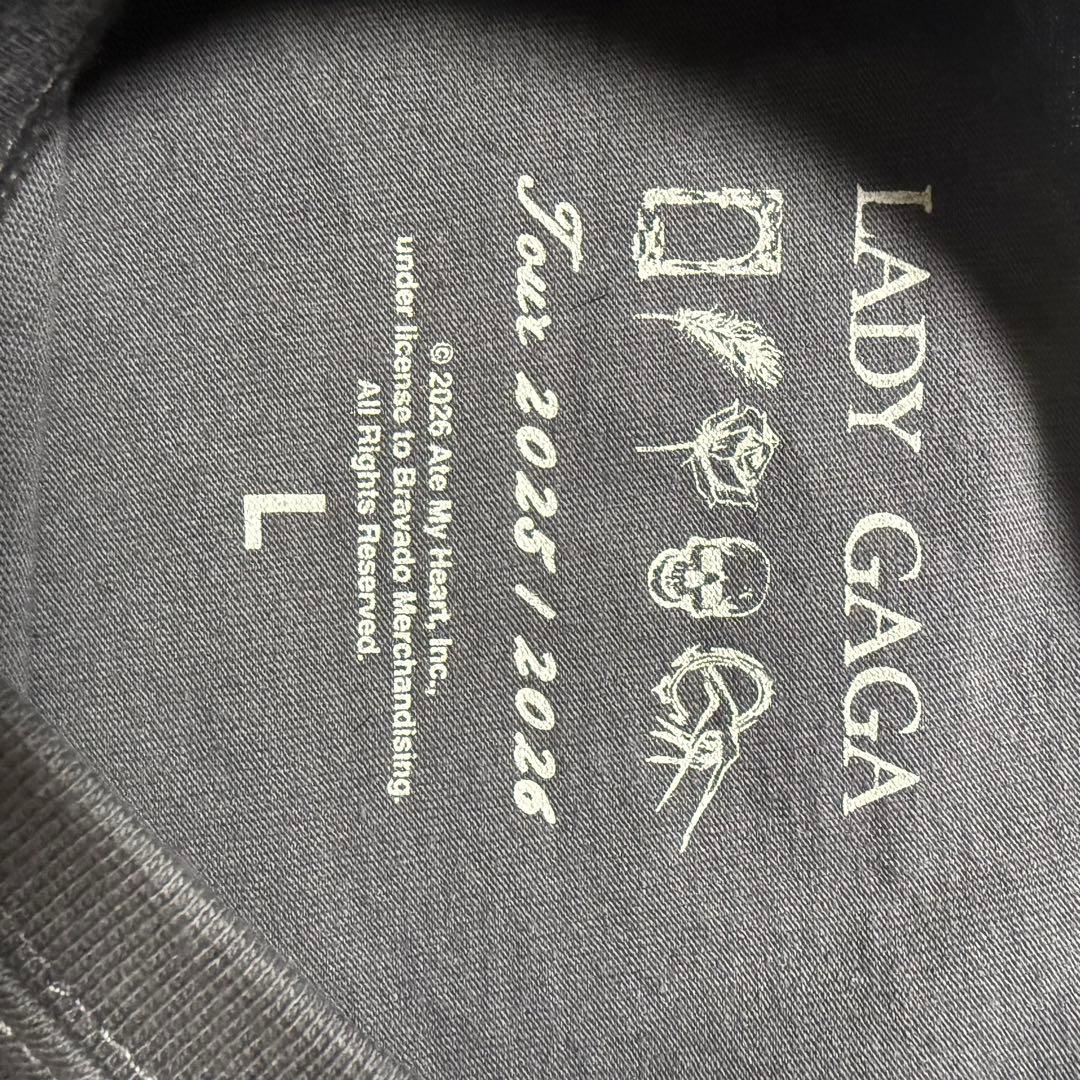 LADY GAGA
Tour 2025 / 2026
© 2026 Ate My Heart, Inc.,
under license to Bravado Merchandising.
All Rights Reserved.
L